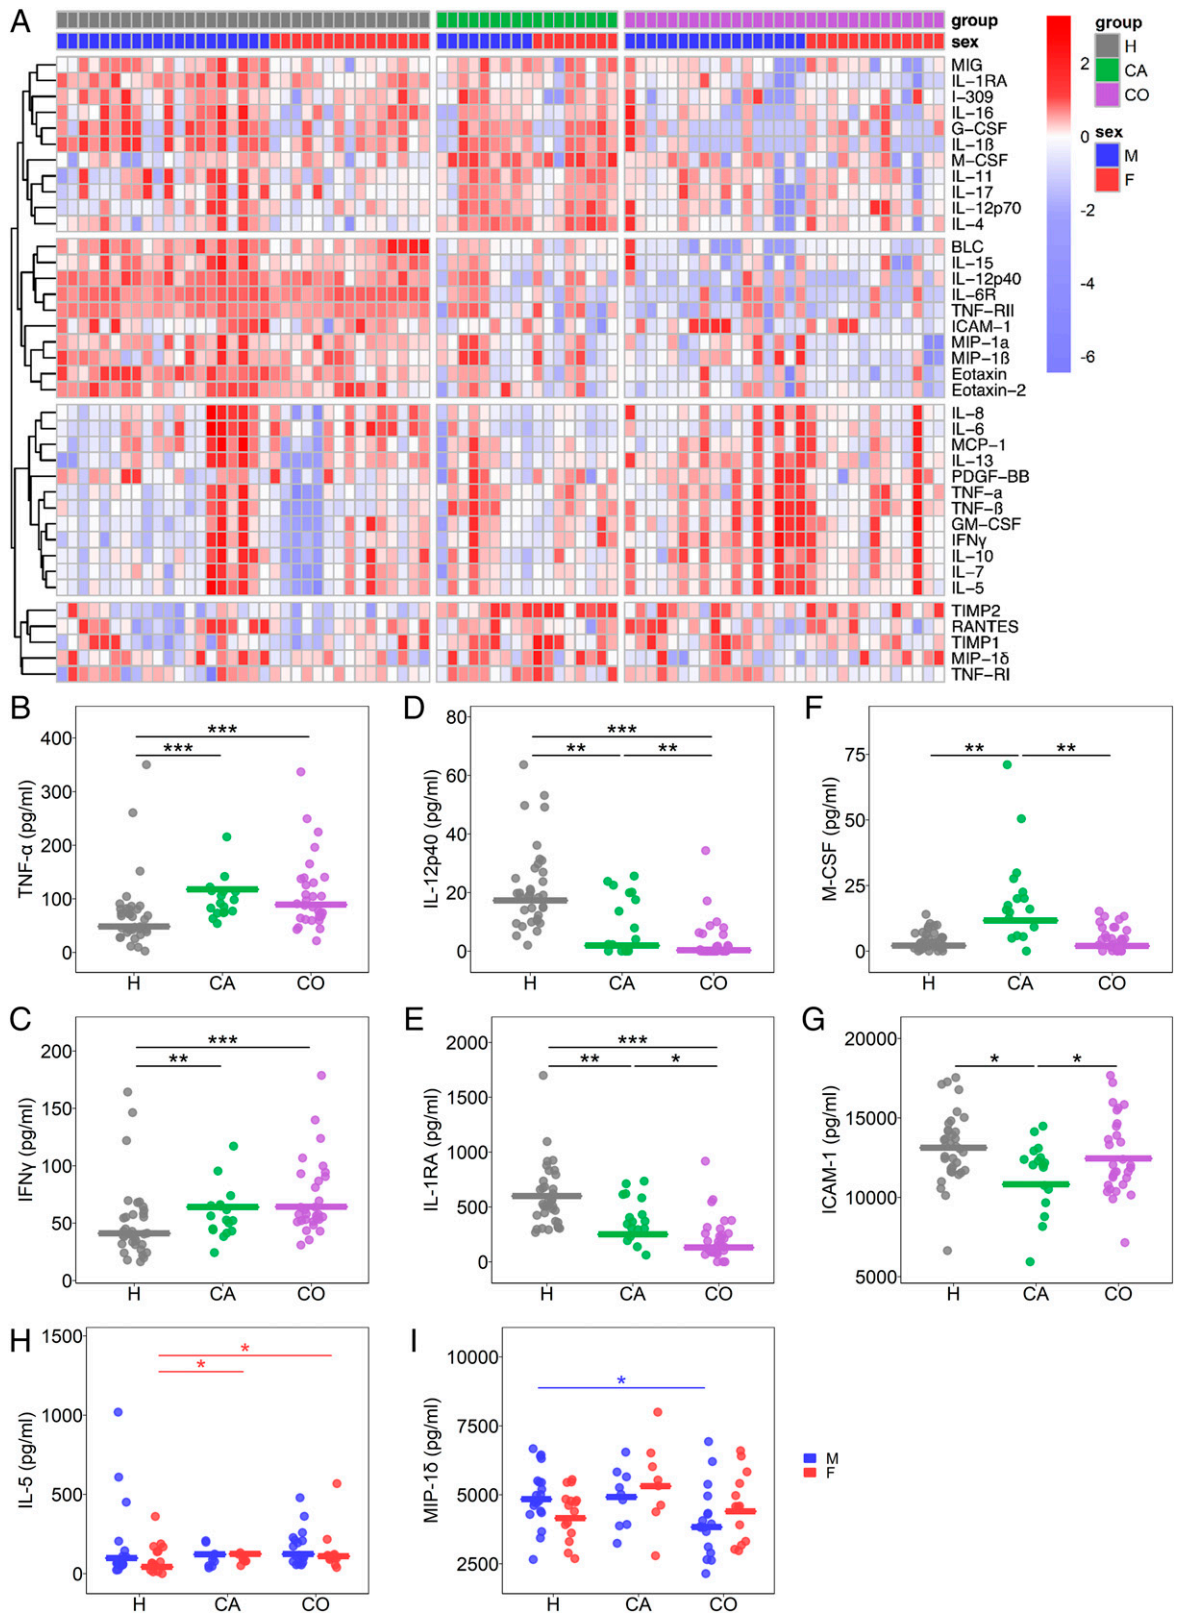 A
group
sex
MIG
IL-1RA
I-309
IL-16
G-CSF
IL-1ß
M-CSF
IL-11
IL-17
IL-12p70
IL-4
BLC
IL-15
IL-12p40
IL-6R
TNF-RII
ICAM-1
MIP-1a
MIP-1ß
Eotaxin
Eotaxin-2
IL-8
IL-6
MCP-1
IL-13
PDGF-BB
TNF-a
TNF-ß
GM-CSF
IFNγ
IL-10
IL-7
IL-5
TIMP2
RANTES
TIMP1
MIP-1δ
TNF-RI
2
0
-2
-4
-6
group
H
CA
CO
sex
M
F
B
TNF-α (pg/ml)
400
300
200
100
0
***
***
H CA CO
D
IL-12p40 (pg/ml)
80
60
40
20
0
***
** **
H CA CO
F
M-CSF (pg/ml)
75
50
25
0
** **
H CA CO
C
IFNγ (pg/ml)
200
150
100
50
0
***
**
H CA CO
E
IL-1RA (pg/ml)
2000
1500
1000
500
0
***
** *
H CA CO
G
ICAM-1 (pg/ml)
20000
15000
10000
5000
* *
H CA CO
H
IL-5 (pg/ml)
1500
1000
500
0
*
*
H CA CO
I
MIP-1δ (pg/ml)
10000
7500
5000
2500
*
H CA CO
M
F